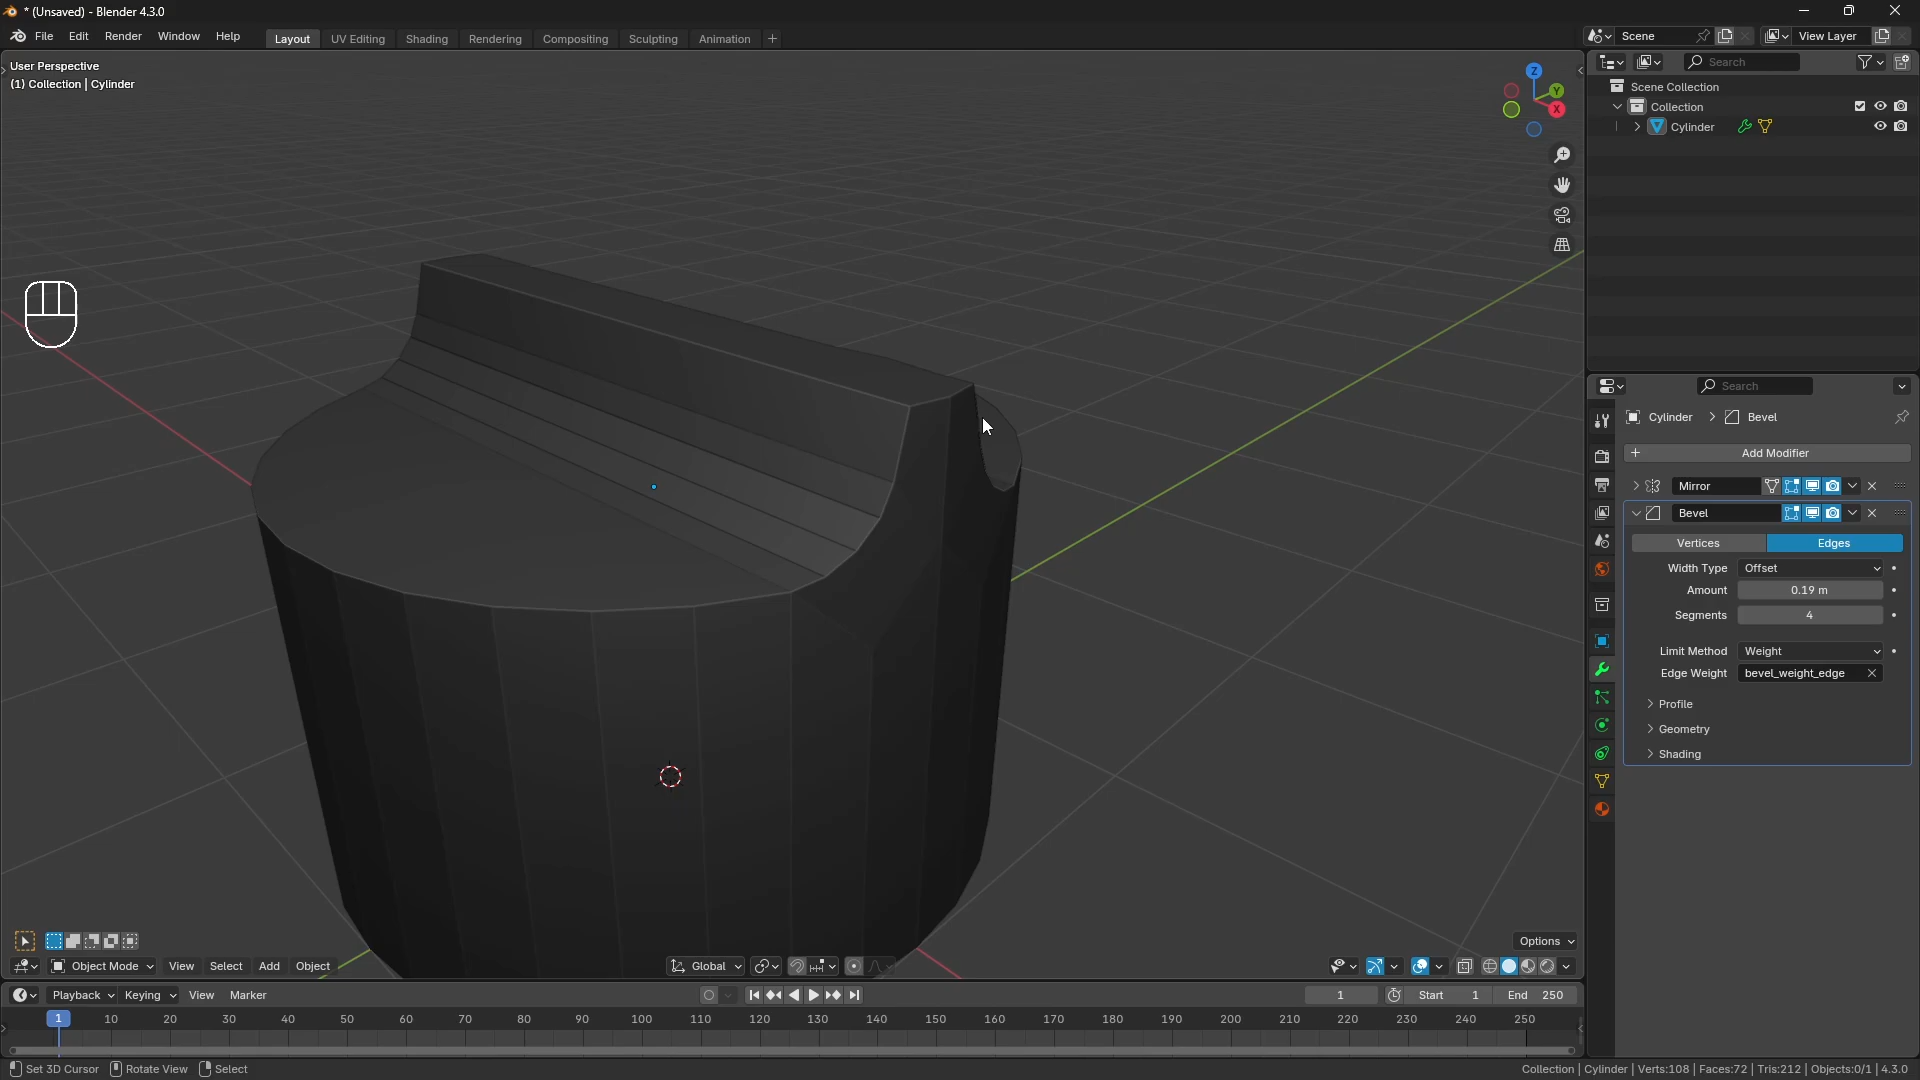 * (Unsaved) - Blender 4.3.0
File Edit Render Window Help
Layout UV Editing Shading Rendering Compositing Sculpting Animation +
Scene
View Layer
User Perspective
(1) Collection | Cylinder
Z
Y
X
Search
Scene Collection
Collection
Cylinder
Search
Cylinder > Bevel
+ Add Modifier
Mirror
Bevel
Vertices Edges
Width Type Offset
Amount 0.19 m
Segments 4
Limit Method Weight
Edge Weight bevel_weight_edge
Profile
Geometry
Shading
Options
Object Mode View Select Add Object
Global
Playback Keying View Marker
1 Start 1 End 250
1 10 20 30 40 50 60 70 80 90 100 110 120 130 140 150 160 170 180 190 200 210 220 230 240 250
Set 3D Cursor Rotate View Select
Collection | Cylinder | Verts:108 | Faces:72 | Tris:212 | Objects:0/1 | 4.3.0